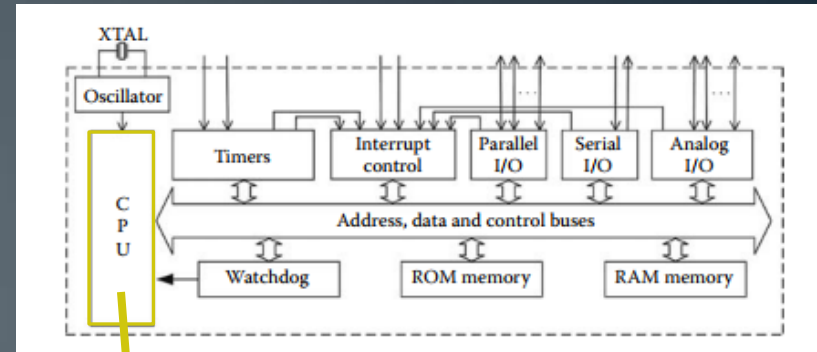 XTAL
Oscillator
Timers
Interrupt
control
Parallel
I/O
Serial
I/O
Analog
I/O
C
P
U
Address, data and control buses
Watchdog
ROM memory
RAM memory